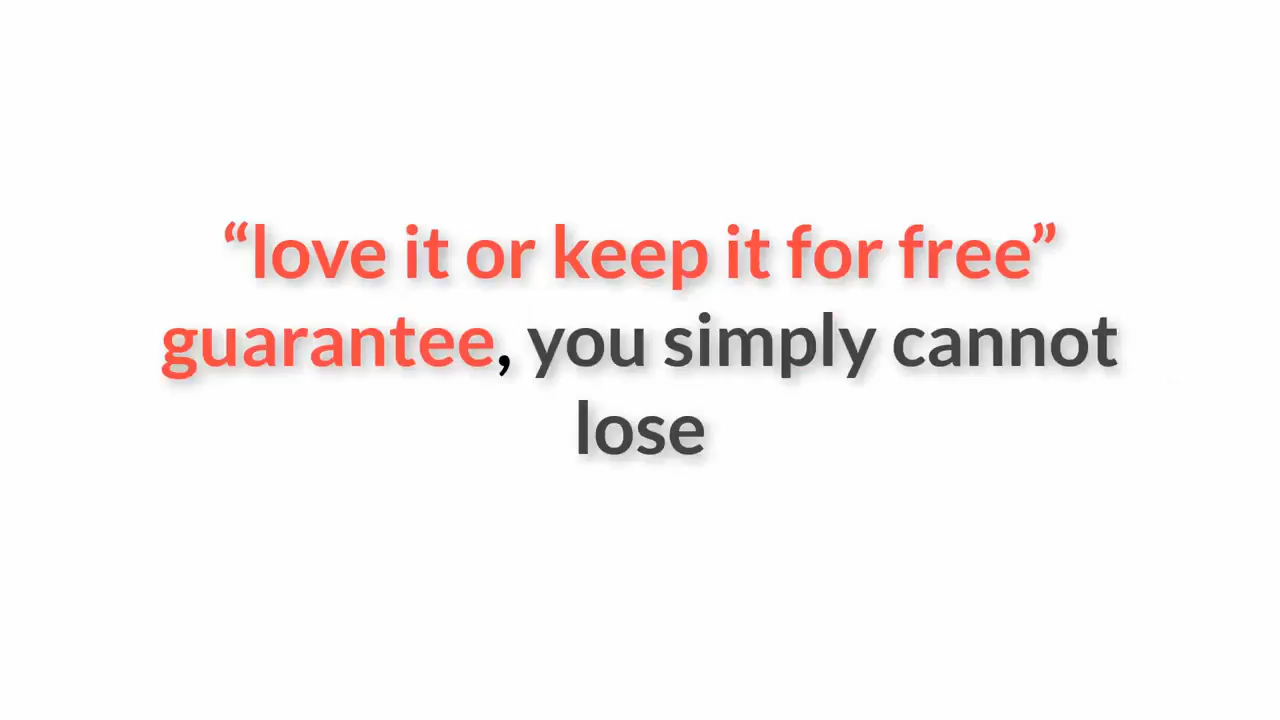 “love it or keep it for free”
guarantee, you simply cannot
lose